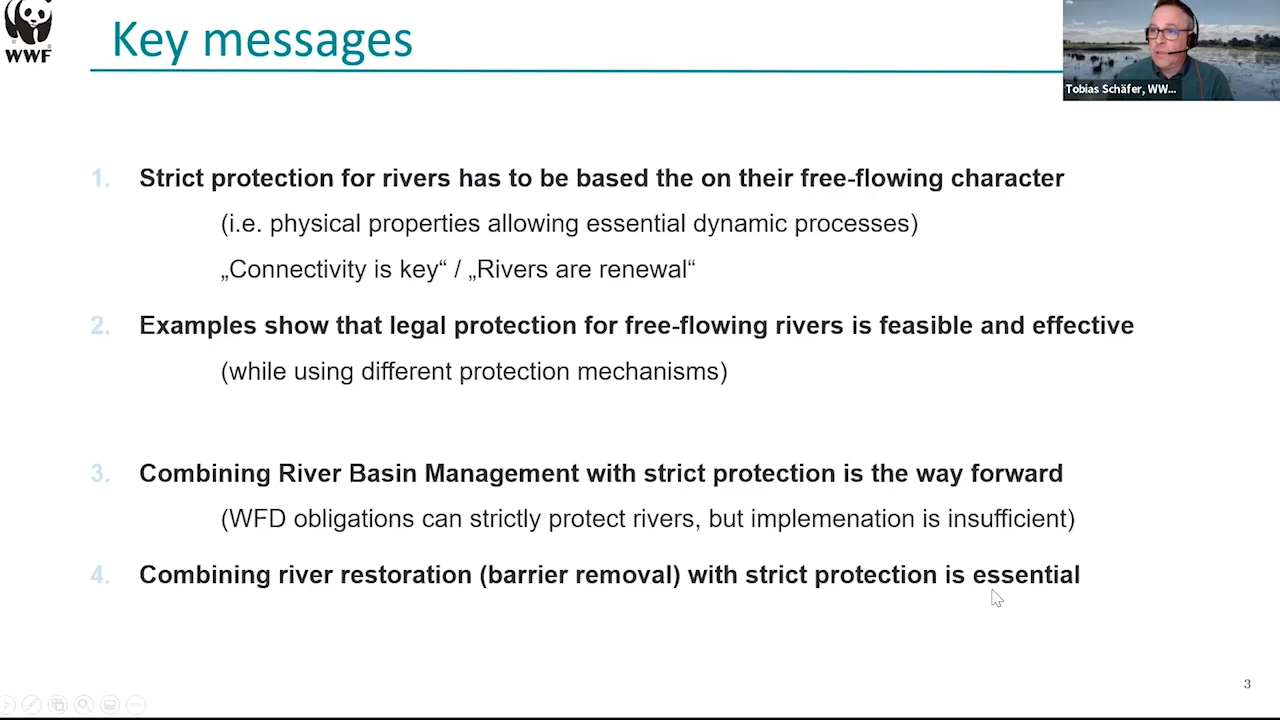 WWF
Key messages
Tobias Schäfer, WW...
1. Strict protection for rivers has to be based the on their free-flowing character
(i.e. physical properties allowing essential dynamic processes)
„Connectivity is key“ / „Rivers are renewal“
2. Examples show that legal protection for free-flowing rivers is feasible and effective
(while using different protection mechanisms)
3. Combining River Basin Management with strict protection is the way forward
(WFD obligations can strictly protect rivers, but implemenation is insufficient)
4. Combining river restoration (barrier removal) with strict protection is essential
3